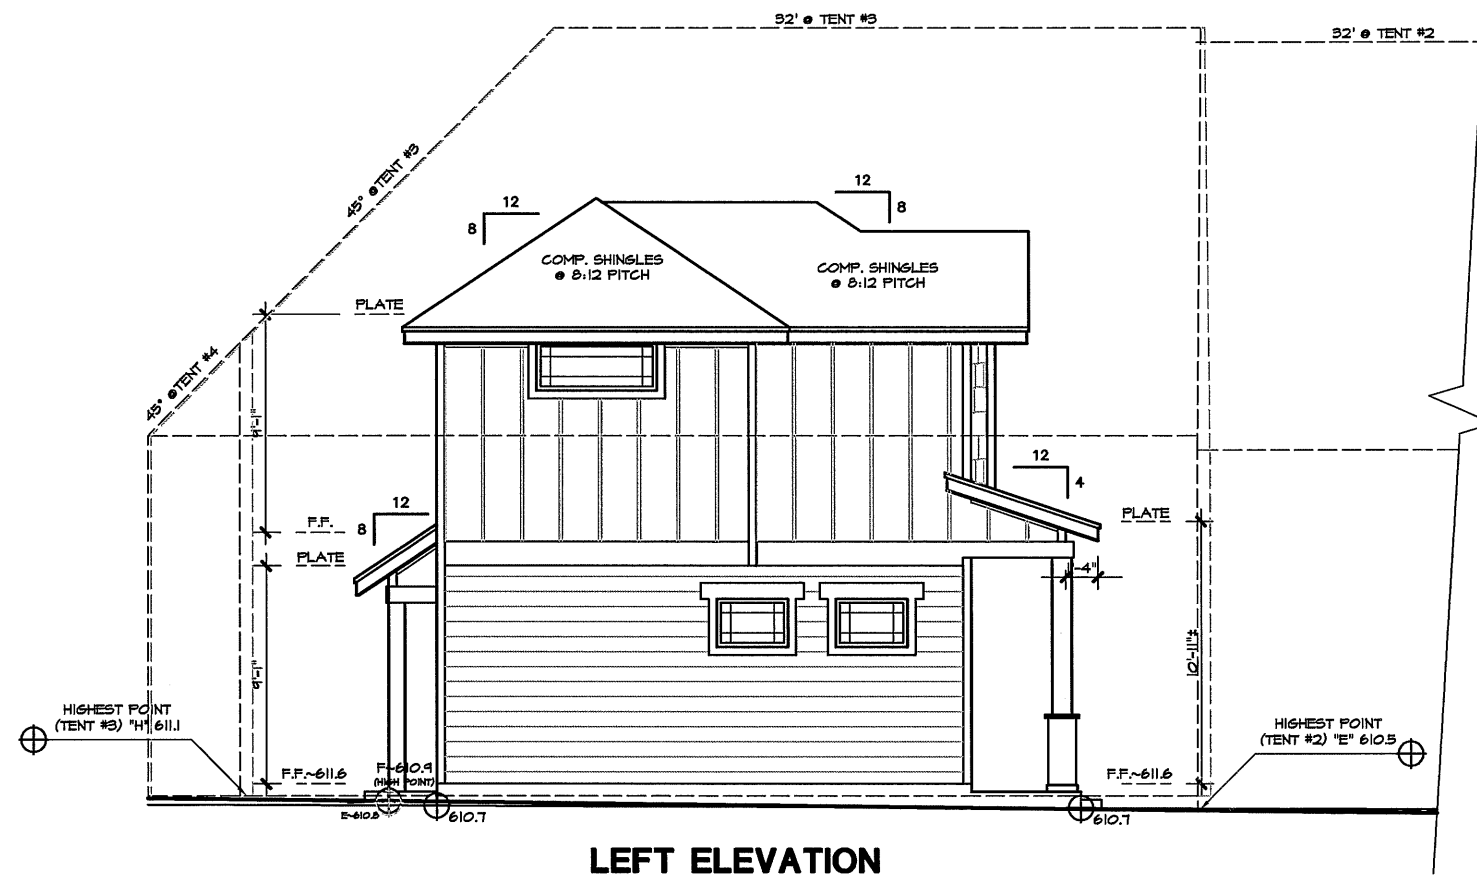 32' @ TENT #3
32' @ TENT #2
45° @ TENT #3
12
8
12
8
COMP. SHINGLES
@ 8:12 PITCH
COMP. SHINGLES
@ 8:12 PITCH
PLATE
45° @ TENT #4
9'-1"
12
4
12
8
F.F.
PLATE
PLATE
-4"
9'-1"
10'-11"±
HIGHEST POINT
(TENT #3) "H" 611.1
HIGHEST POINT
(TENT #2) "E" 610.5
F.F.~611.6
F~610.9
(HIGH POINT)
F.F.~611.6
610.7
610.7
LEFT ELEVATION